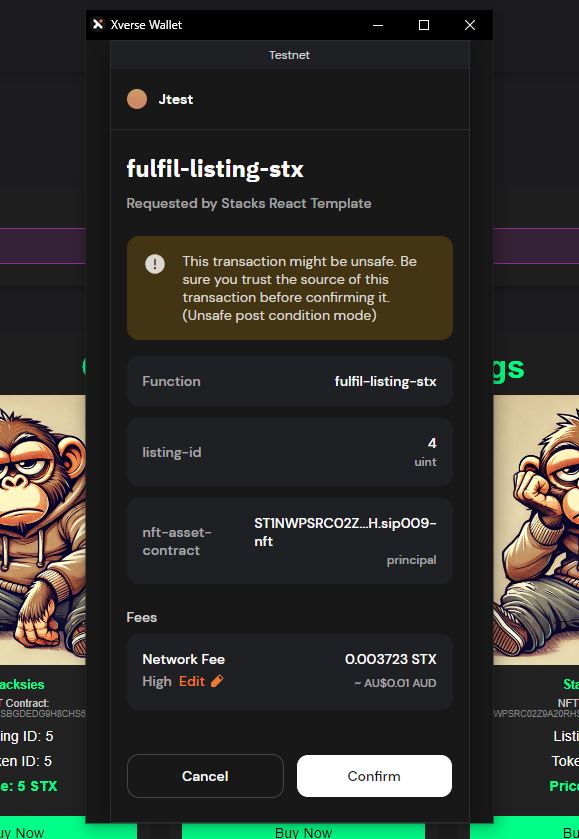 Xverse Wallet
Testnet
Jtest
fulfil-listing-stx
Requested by Stacks React Template
This transaction might be unsafe. Be
sure you trust the source of this
transaction before confirming it.
(Unsafe post condition mode)
Function fulfil-listing-stx
listing-id 4
uint
nft-asset-
contract
ST1NWPSRC02Z...H.sip009-
nft
principal
Fees
Network Fee 0.003723 STX
High Edit ~ AU$0.01 AUD
Cancel Confirm
gs
acksies
Contract:
SBGDEDG9H8CHS6
ing ID: 5
ken ID: 5
e: 5 STX
uy Now
Buy Now
Sta
NFT
WPSRC02Z9A20RHS
Listi
Toke
Price
Bu